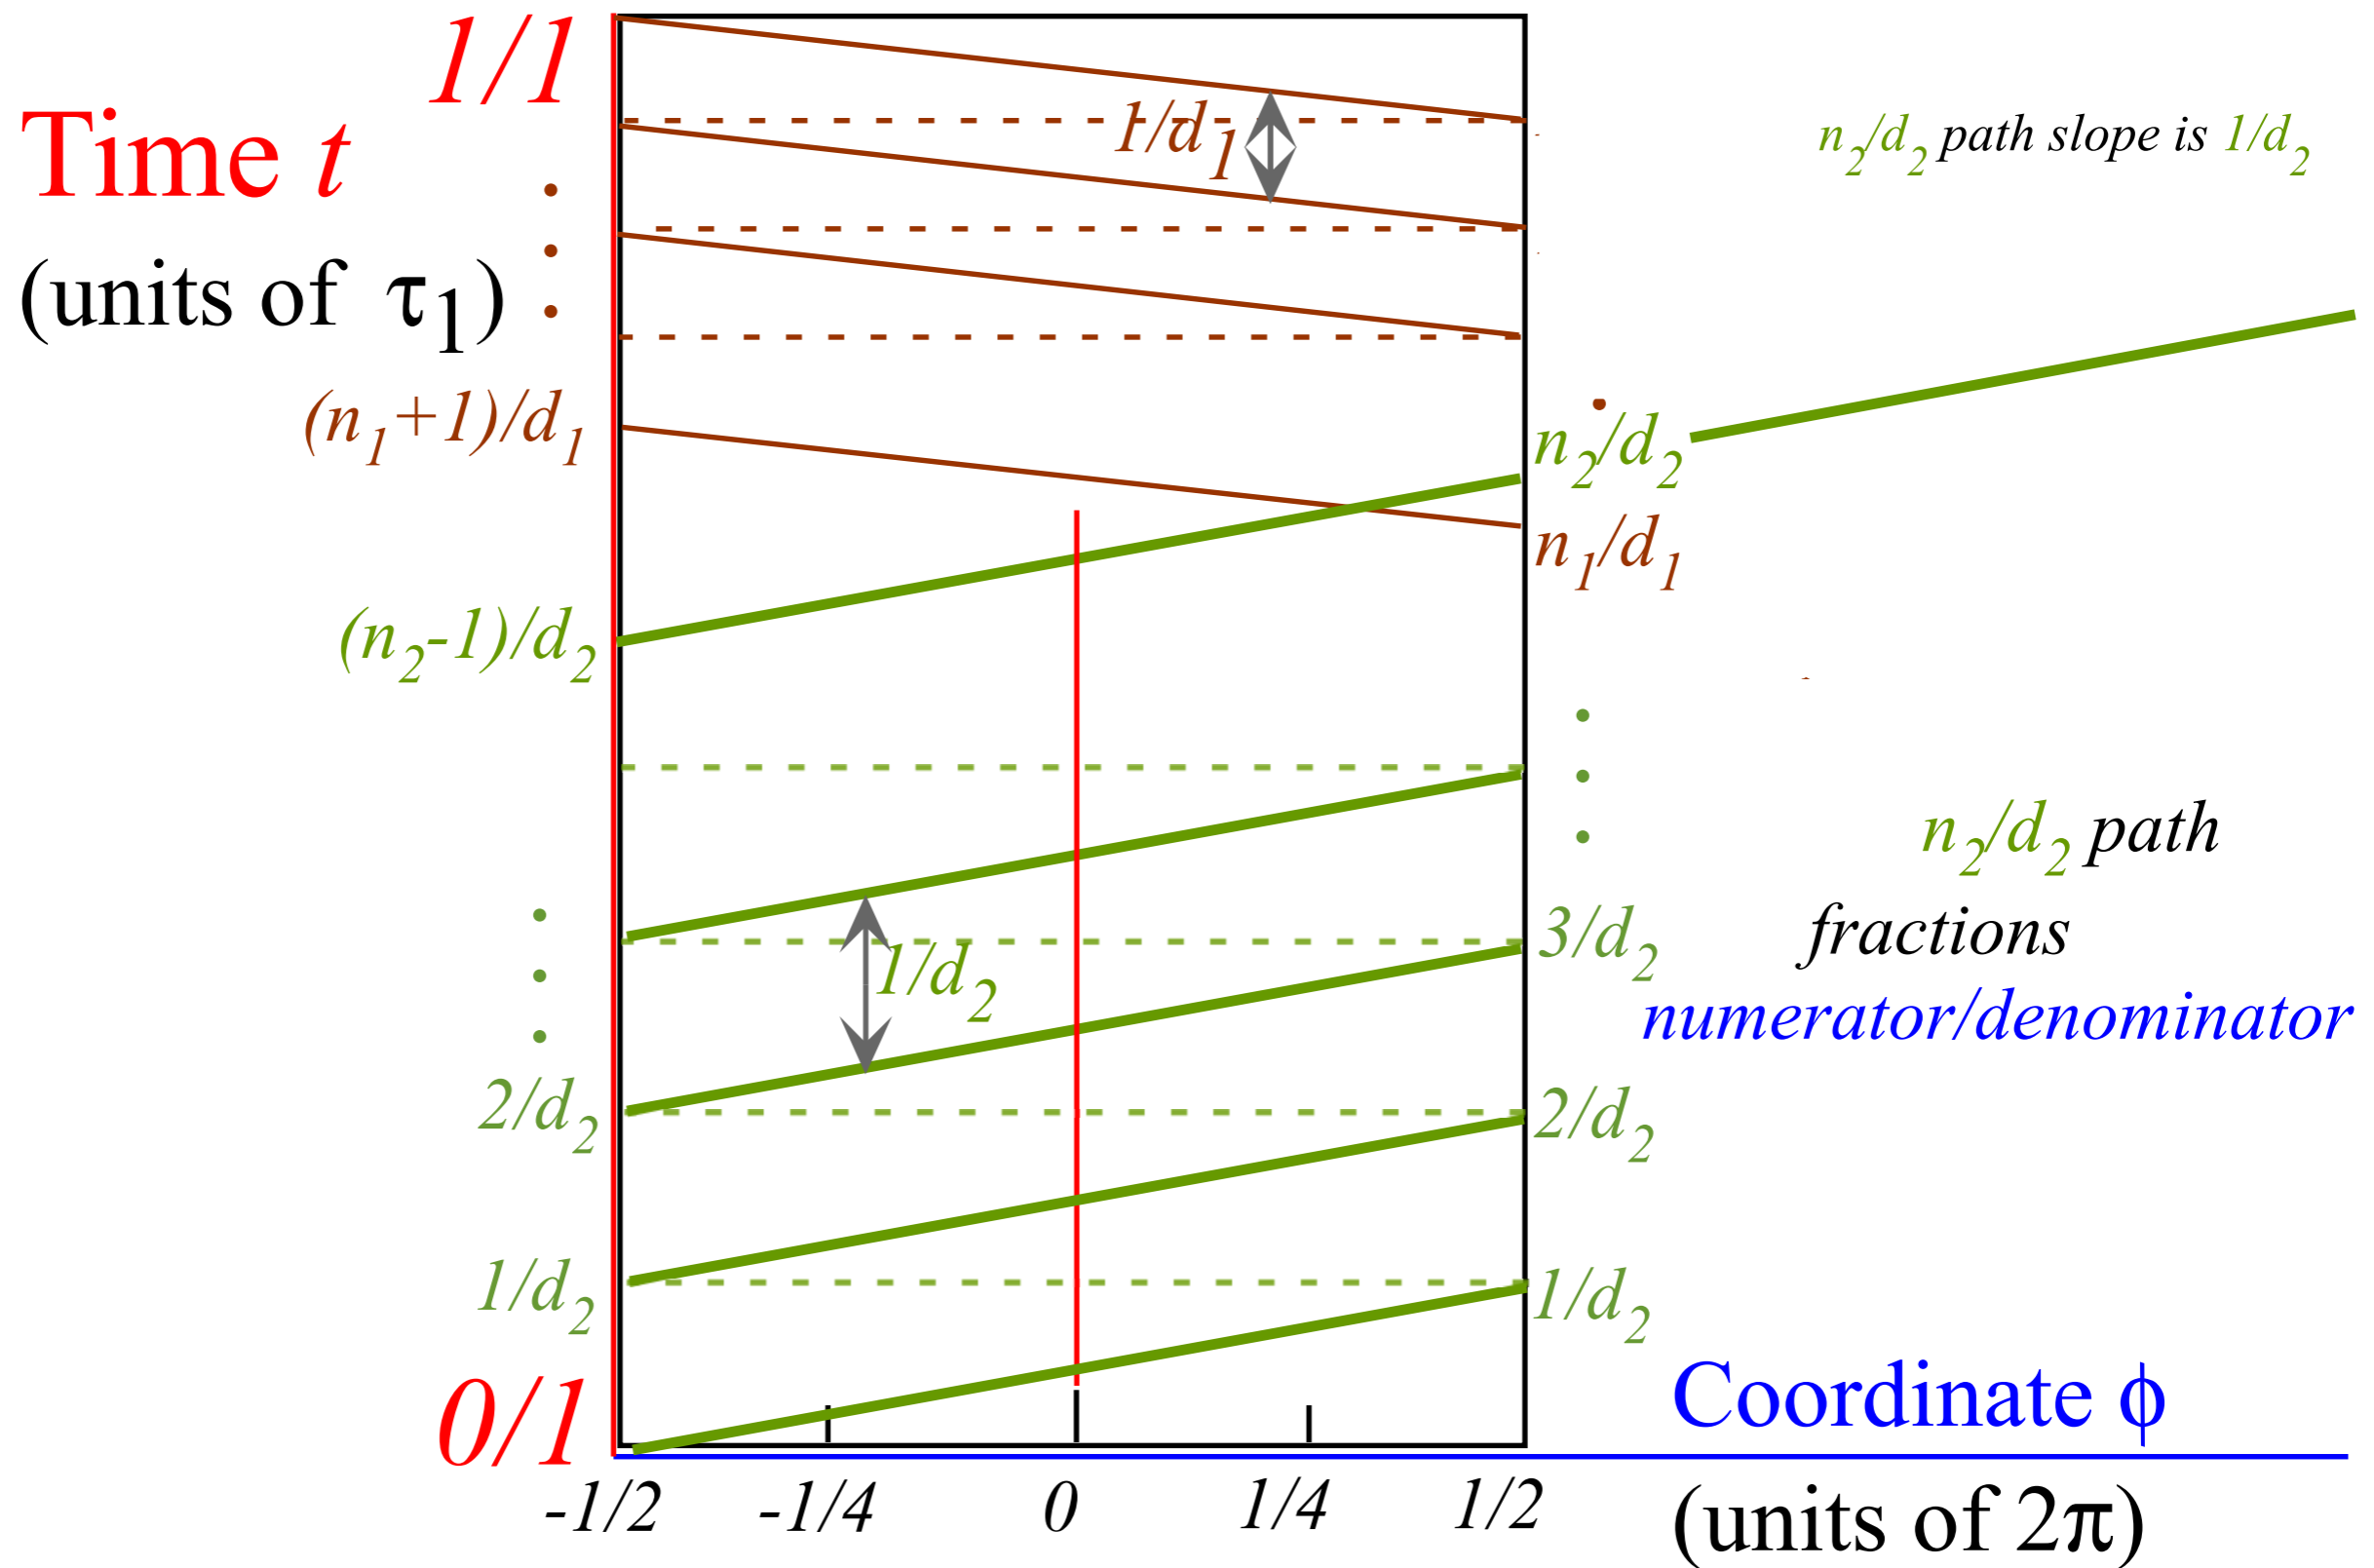 1/1
Time t
(units of τ1)
1/d1
n2/d2 path slope is 1/d2
(n1+1)/d1
n2/d2
n1/d1
(n2-1)/d2
n2/d2 path
fractions
numerator/denominator
1/d2
3/d2
2/d2
2/d2
1/d2
1/d2
0/1
Coordinate ϕ
(units of 2π)
-1/2 -1/4 0 1/4 1/2